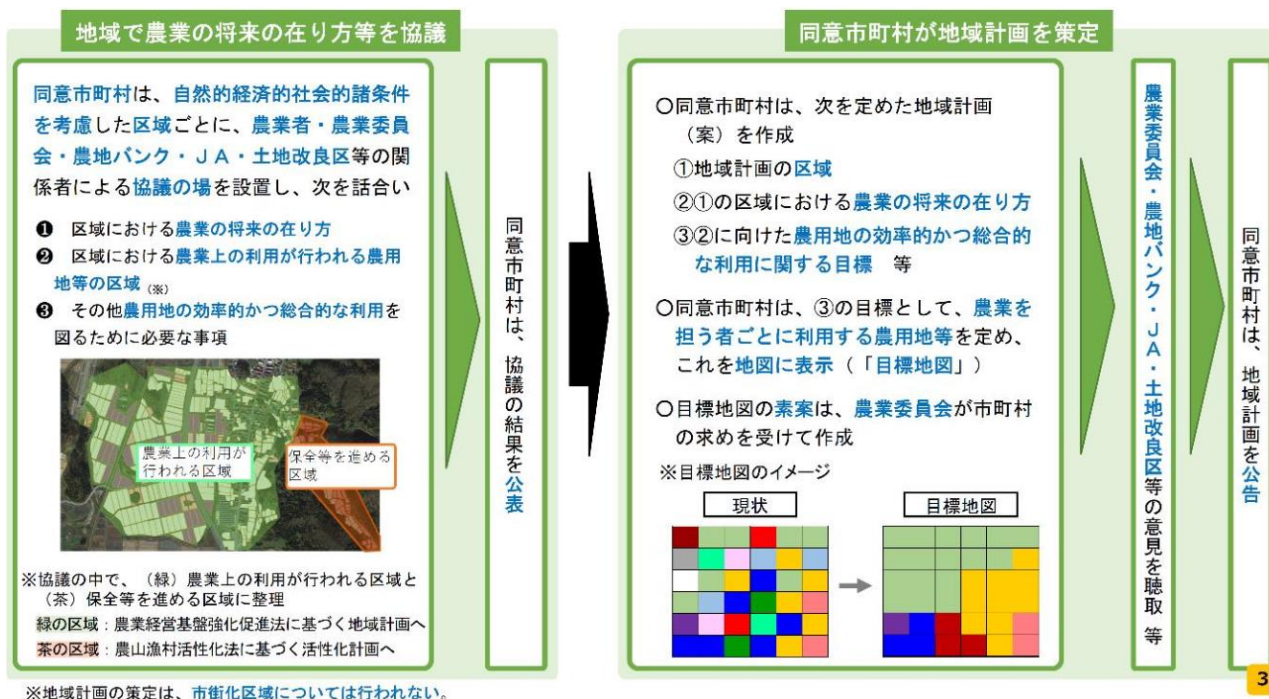 地域で農業の将来の在り方等を協議
同意市町村は、自然的経済的社会的諸条件
を考慮した区域ごとに、農業者・農業委員
会・農地バンク・ＪＡ・土地改良区等の関
係者による協議の場を設置し、次を話合い
❶ 区域における農業の将来の在り方
❷ 区域における農業上の利用が行われる農用
地等の区域（※）
❸ その他農用地の効率的かつ総合的な利用を
図るために必要な事項
農業上の利用が
行われる区域
保全等を進める
区域
※協議の中で、（緑）農業上の利用が行われる区域と
（茶）保全等を進める区域に整理
緑の区域：農業経営基盤強化促進法に基づく地域計画へ
茶の区域：農山漁村活性化法に基づく活性化計画へ
同意市町村は、協議の結果を公表
※地域計画の策定は、市街化区域については行われない。
同意市町村が地域計画を策定
〇同意市町村は、次を定めた地域計画
（案）を作成
①地域計画の区域
②①の区域における農業の将来の在り方
③②に向けた農用地の効率的かつ総合的
な利用に関する目標 等
〇同意市町村は、③の目標として、農業を
担う者ごとに利用する農用地等を定め、
これを地図に表示（「目標地図」）
〇目標地図の素案は、農業委員会が市町村
の求めを受けて作成
※目標地図のイメージ
現状
目標地図
農業委員会・農地バンク・ＪＡ・土地改良区等の意見を聴取 等
同意市町村は、地域計画を公告
3